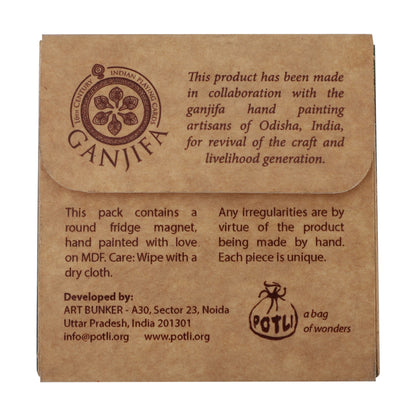 16TH CENTURY INDIAN PLAYING CARDS
GANJIFA
This product has been made
in collaboration with the
ganjifa hand painting
artisans of Odisha, India,
for revival of the craft and
livelihood generation.
This pack contains a
round fridge magnet,
hand painted with love
on MDF. Care: Wipe with a
dry cloth.
Any irregularities are by
virtue of the product
being made by hand.
Each piece is unique.
Developed by:
ART BUNKER - A30, Sector 23, Noida
Uttar Pradesh, India 201301
info@potli.org www.potli.org
POTLI
a bag
of wonders